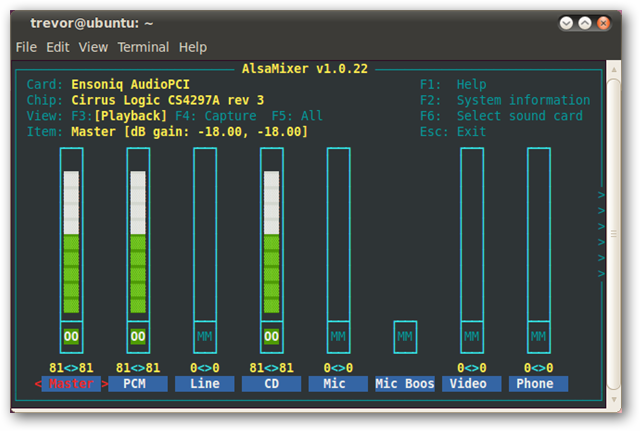 trevor@ubuntu: ~
File Edit View Terminal Help
AlsaMixer v1.0.22
Card: Ensoniq AudioPCI F1: Help
Chip: Cirrus Logic CS4297A rev 3 F2: System information
View: F3:[Playback] F4: Capture F5: All F6: Select sound card
Item: Master [dB gain: -18.00, -18.00] Esc: Exit
>
>
>
>
>
>
OO OO MM OO MM MM MM MM
81<>81 81<>81 0<>0 81<>81 0<>0 0<>0 0<>0
< Master > PCM Line CD Mic Mic Boos Video Phone